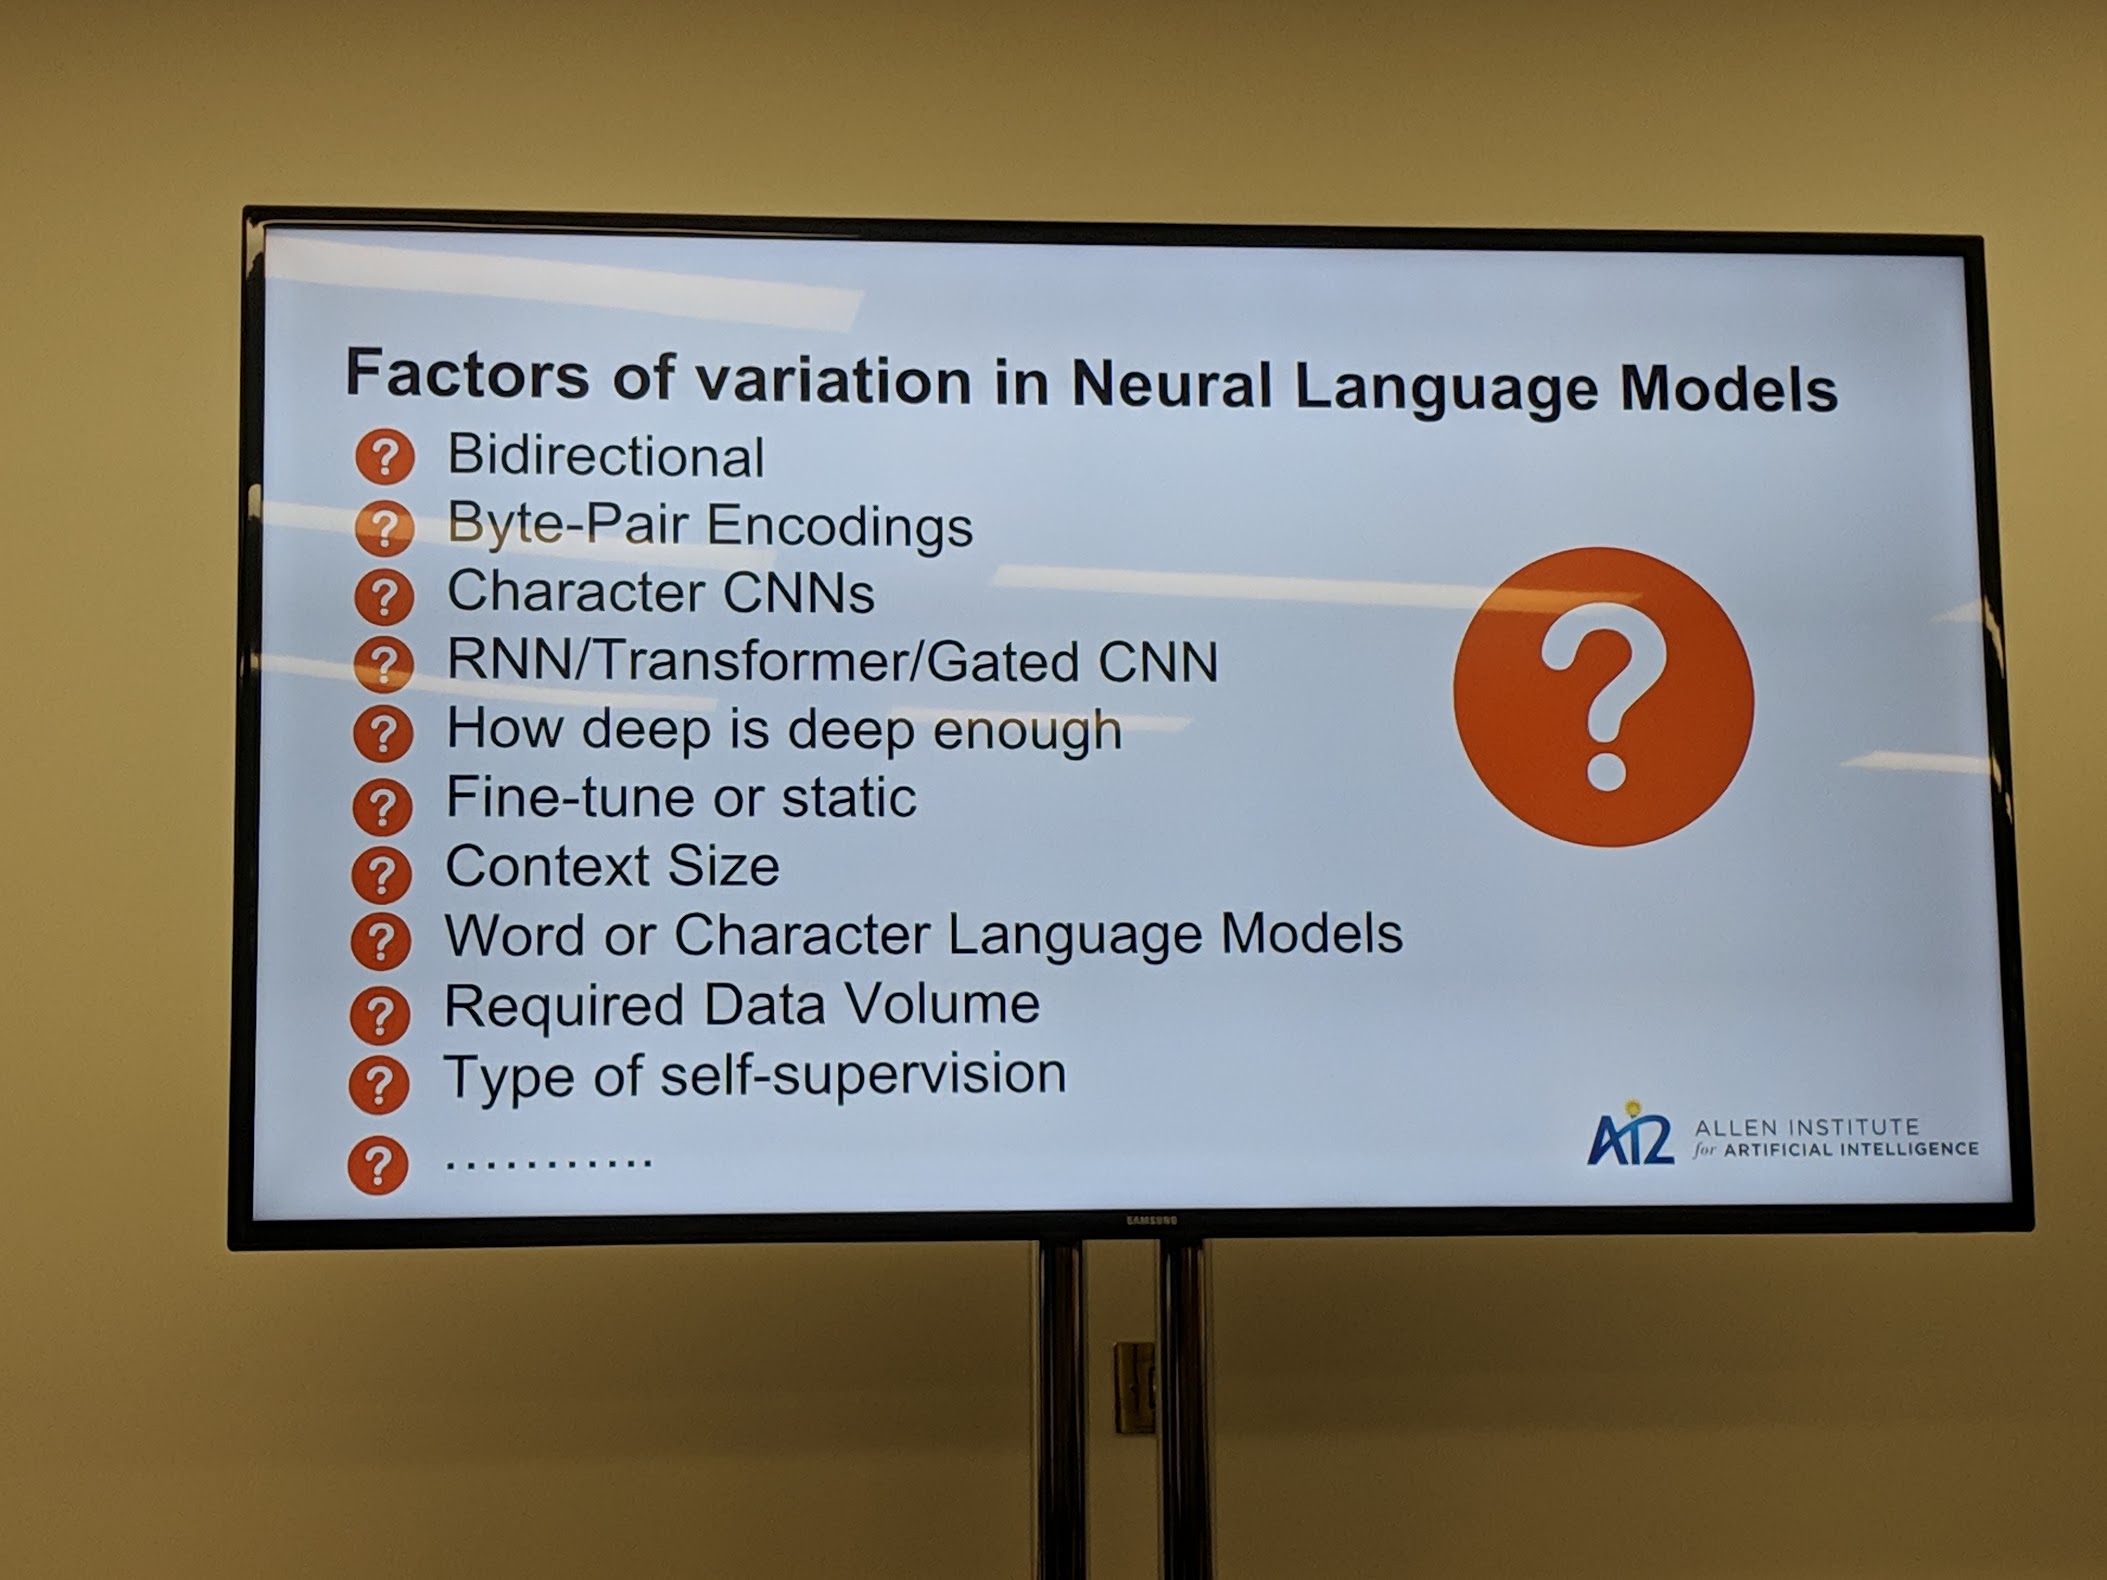 Factors of variation in Neural Language Models
? Bidirectional
? Byte-Pair Encodings
? Character CNNs
? RNN/Transformer/Gated CNN
? How deep is deep enough
? Fine-tune or static
? Context Size
? Word or Character Language Models
? Required Data Volume
? Type of self-supervision
? ...........
?
AI2 ALLEN INSTITUTE
for ARTIFICIAL INTELLIGENCE
SAMSUNG